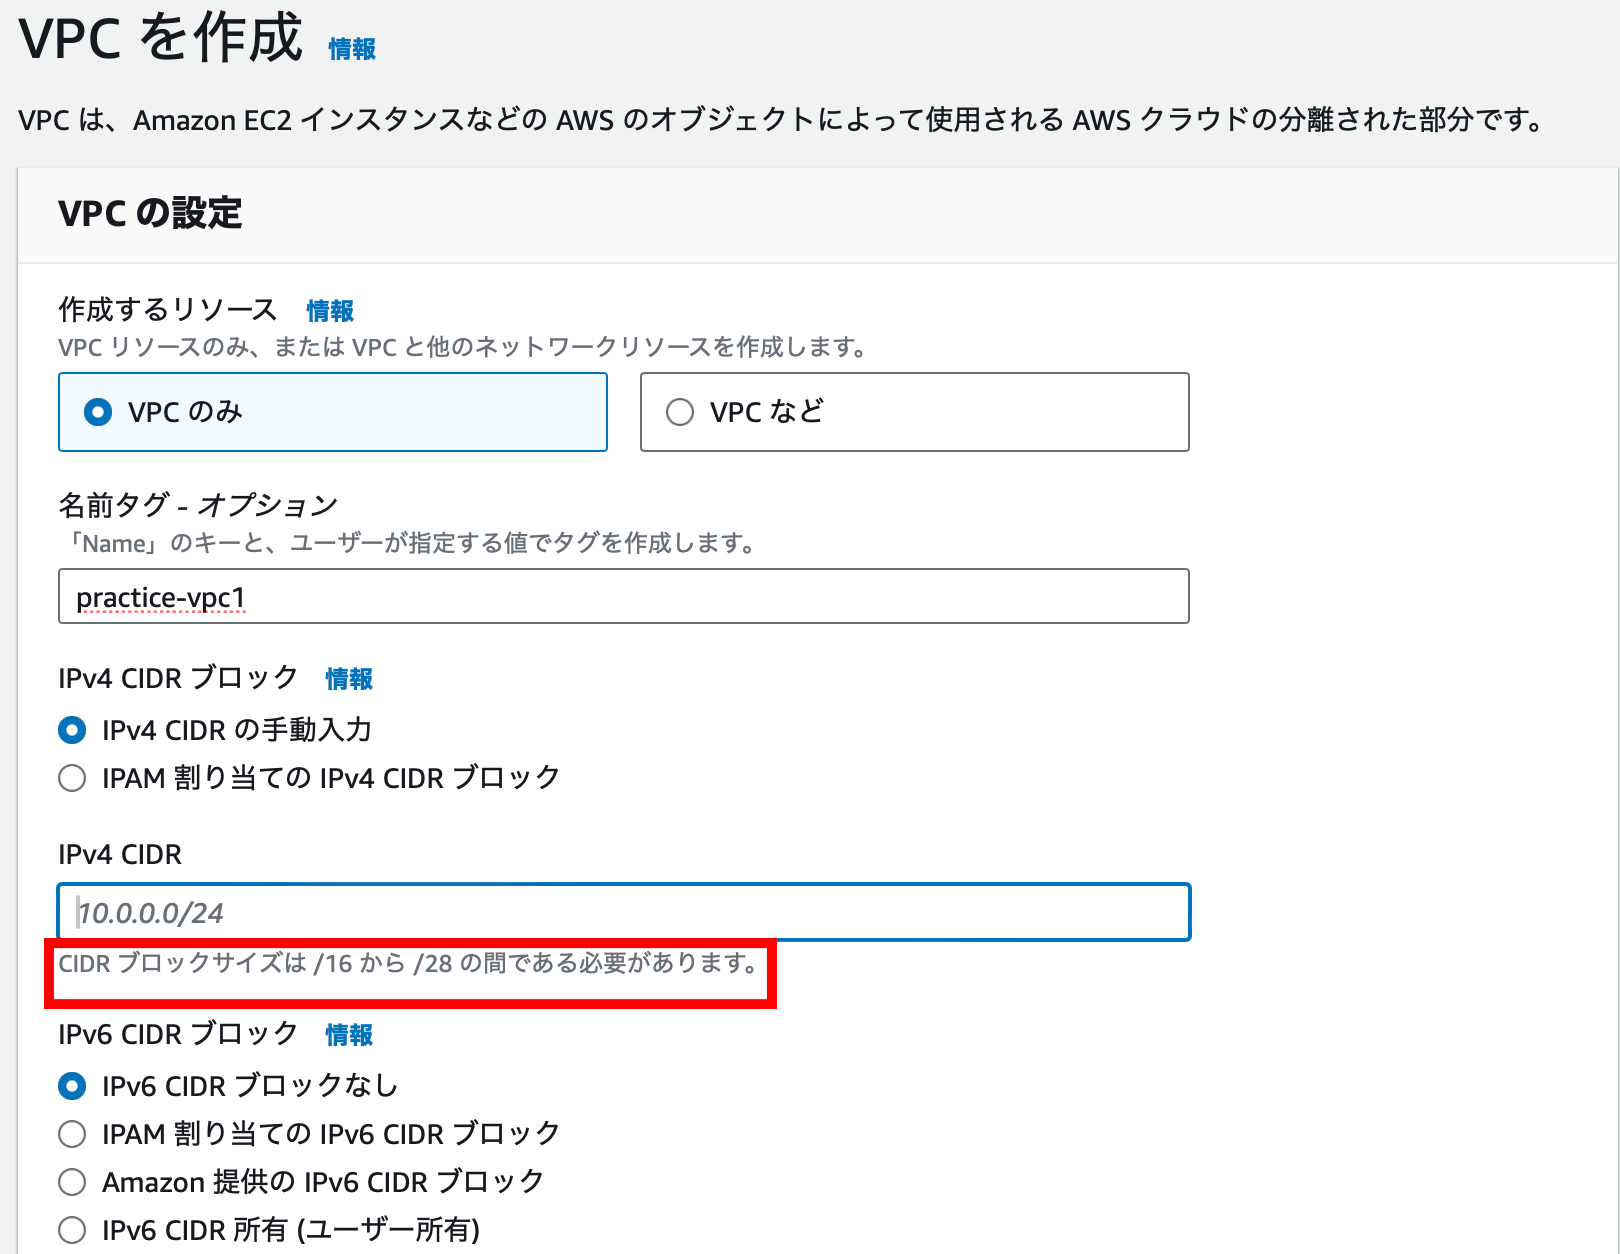 VPC を作成 情報
VPC は、Amazon EC2 インスタンスなどの AWS のオブジェクトによって使用される AWS クラウドの分離された部分です。
VPC の設定
作成するリソース 情報
VPC リソースのみ、または VPC と他のネットワークリソースを作成します。
VPC のみ VPC など
名前タグ - オプション
「Name」のキーと、ユーザーが指定する値でタグを作成します。
practice-vpc1
IPv4 CIDR ブロック 情報
IPv4 CIDR の手動入力
IPAM 割り当ての IPv4 CIDR ブロック
IPv4 CIDR
10.0.0.0/24
CIDR ブロックサイズは /16 から /28 の間である必要があります。
IPv6 CIDR ブロック 情報
IPv6 CIDR ブロックなし
IPAM 割り当ての IPv6 CIDR ブロック
Amazon 提供の IPv6 CIDR ブロック
IPv6 CIDR 所有 (ユーザー所有)